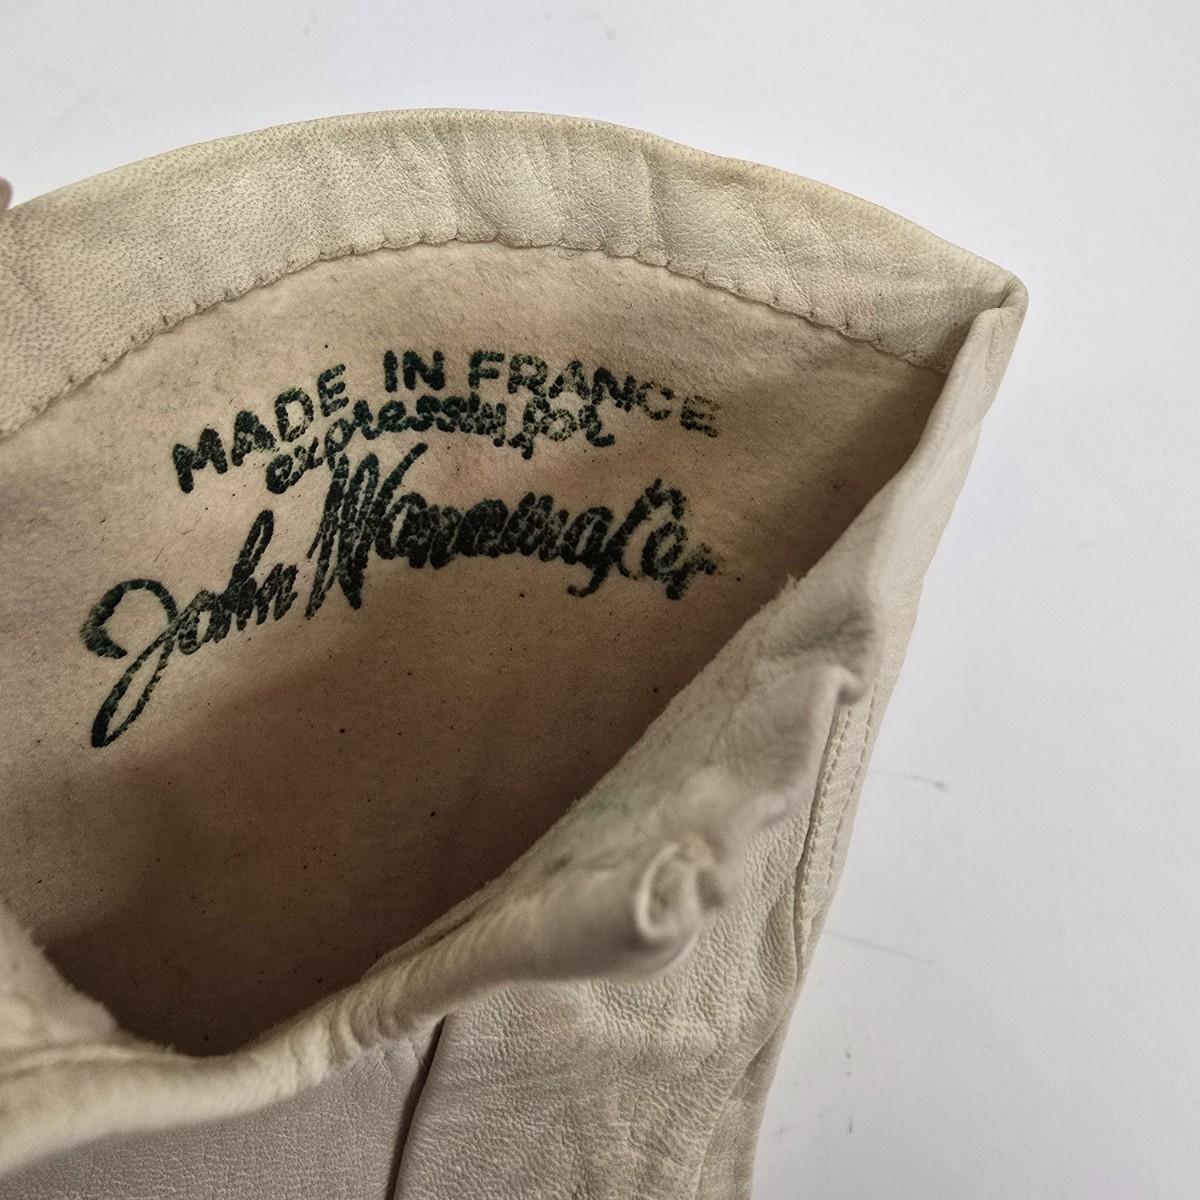 MADE IN FRANCE
expressly for
John Wanamaker